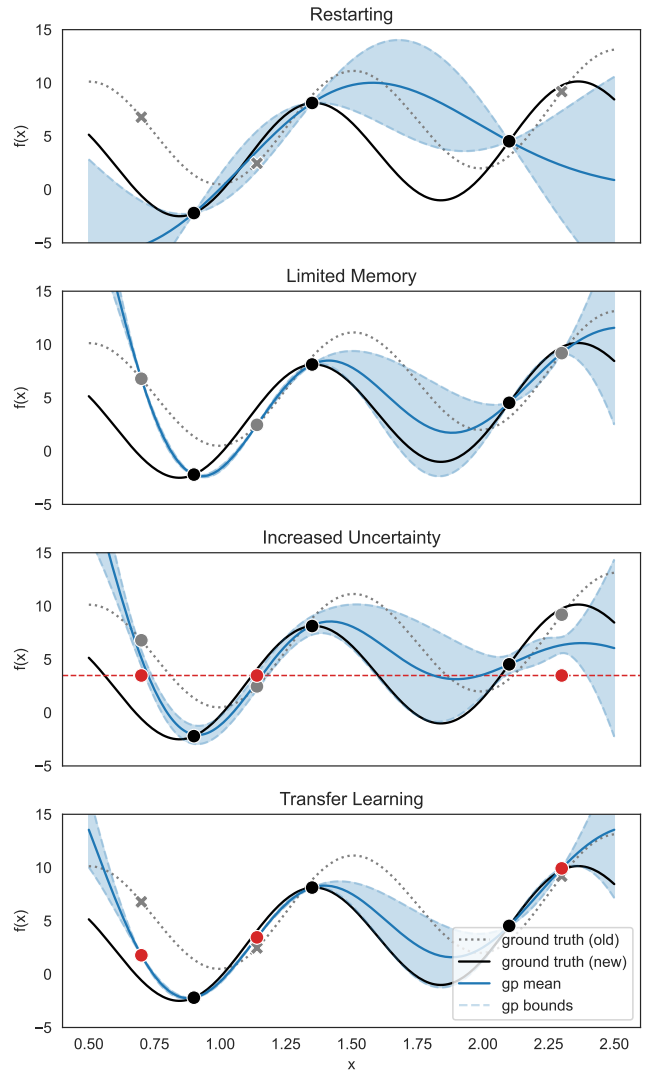 Restarting
15
10
5
0
−5
f(x)
Limited Memory
15
10
5
0
−5
f(x)
Increased Uncertainty
15
10
5
0
−5
f(x)
Transfer Learning
15
10
5
0
−5
f(x)
ground truth (old)
ground truth (new)
gp mean
gp bounds
0.50 0.75 1.00 1.25 1.50 1.75 2.00 2.25 2.50
x